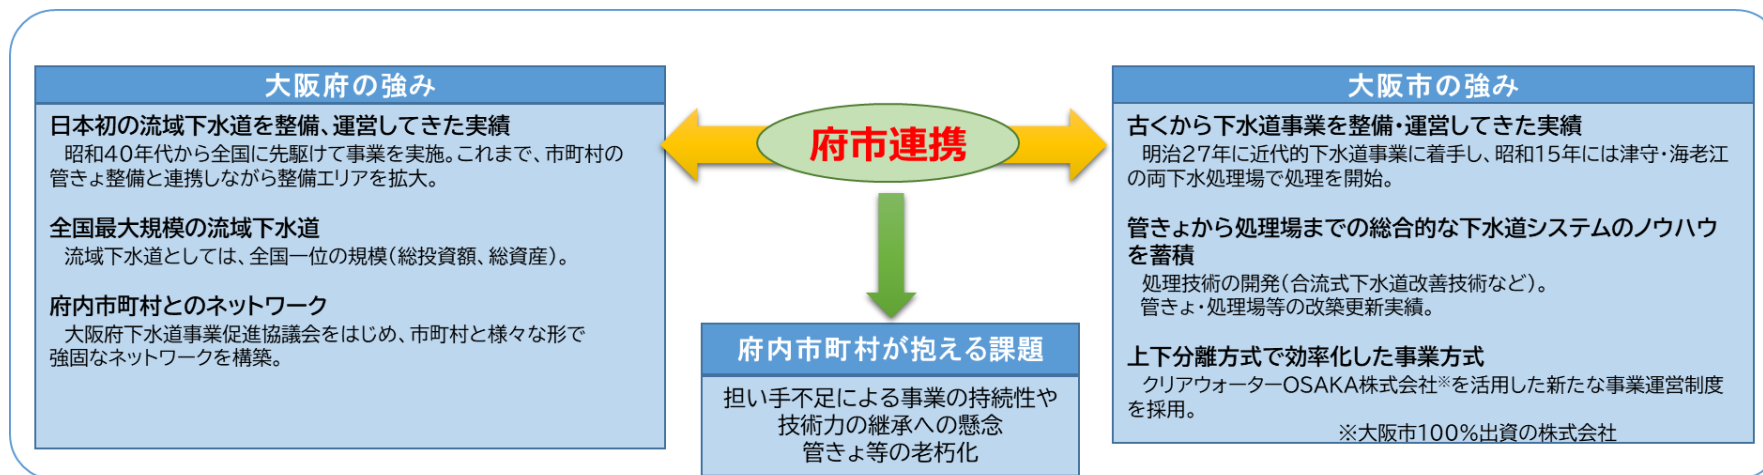 大阪府の強み
日本初の流域下水道を整備、運営してきた実績
昭和40年代から全国に先駆けて事業を実施。これまで、市町村の
管きょ整備と連携しながら整備エリアを拡大。
全国最大規模の流域下水道
流域下水道としては、全国一位の規模(総投資額、総資産)。
府内市町村とのネットワーク
大阪府下水道事業促進協議会をはじめ、市町村と様々な形で
強固なネットワークを構築。
府市連携
府内市町村が抱える課題
担い手不足による事業の持続性や
技術力の継承への懸念
管きょ等の老朽化
大阪市の強み
古くから下水道事業を整備・運営してきた実績
明治27年に近代的下水道事業に着手し、昭和15年には津守・海老江
の両下水処理場で処理を開始。
管きょから処理場までの総合的な下水道システムのノウハウ
を蓄積
処理技術の開発(合流式下水道改善技術など)。
管きょ・処理場等の改築更新実績。
上下分離方式で効率化した事業方式
クリアウォーターOSAKA株式会社※を活用した新たな事業運営制度
を採用。
※大阪市100%出資の株式会社